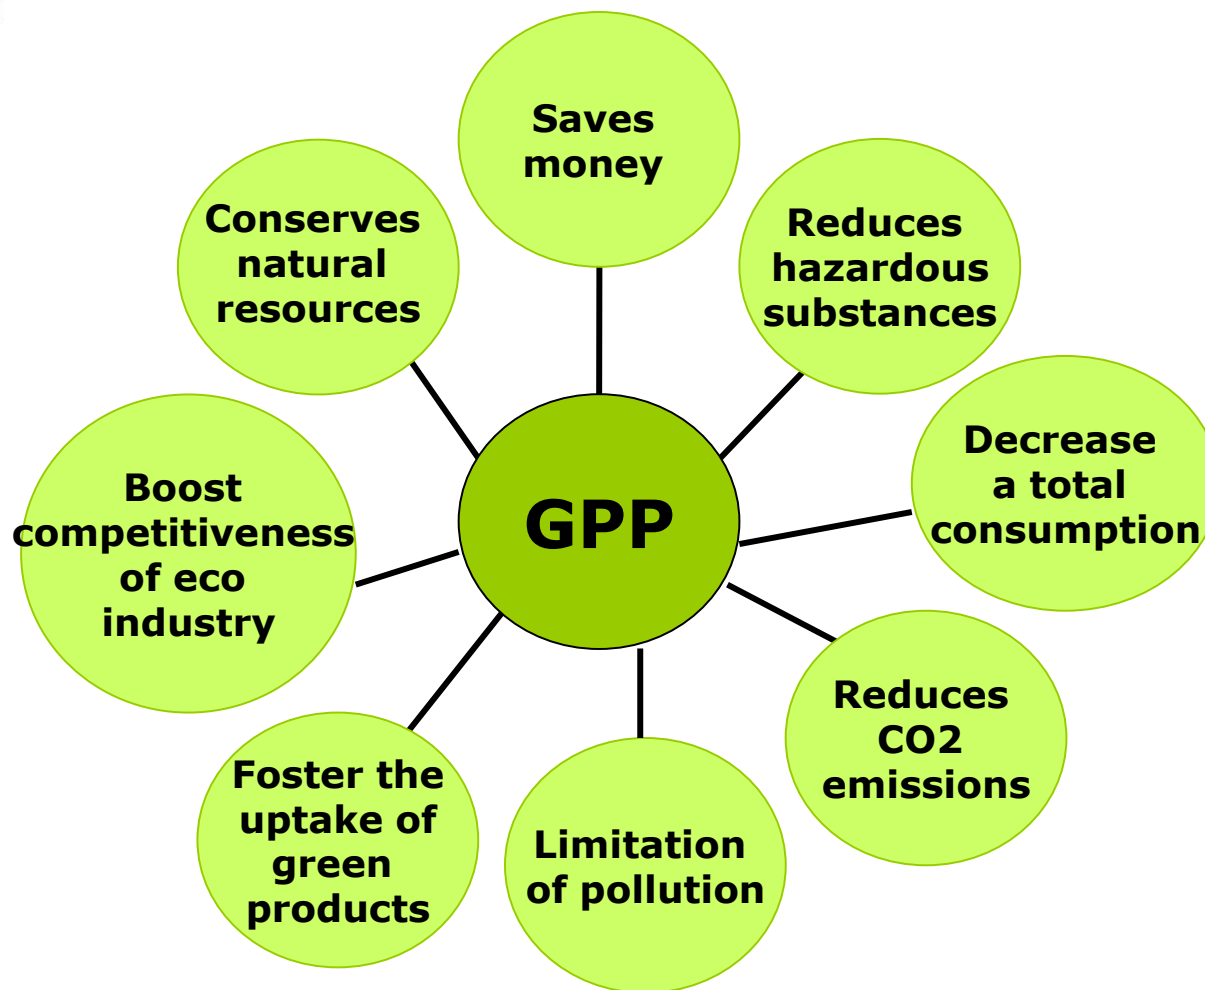 Saves
money
Conserves
natural
resources
Reduces
hazardous
substances
Decrease
a total
consumption
GPP
Boost
competitiveness
of eco
industry
Reduces
CO2
emissions
Foster the
uptake of
green
products
Limitation
of pollution